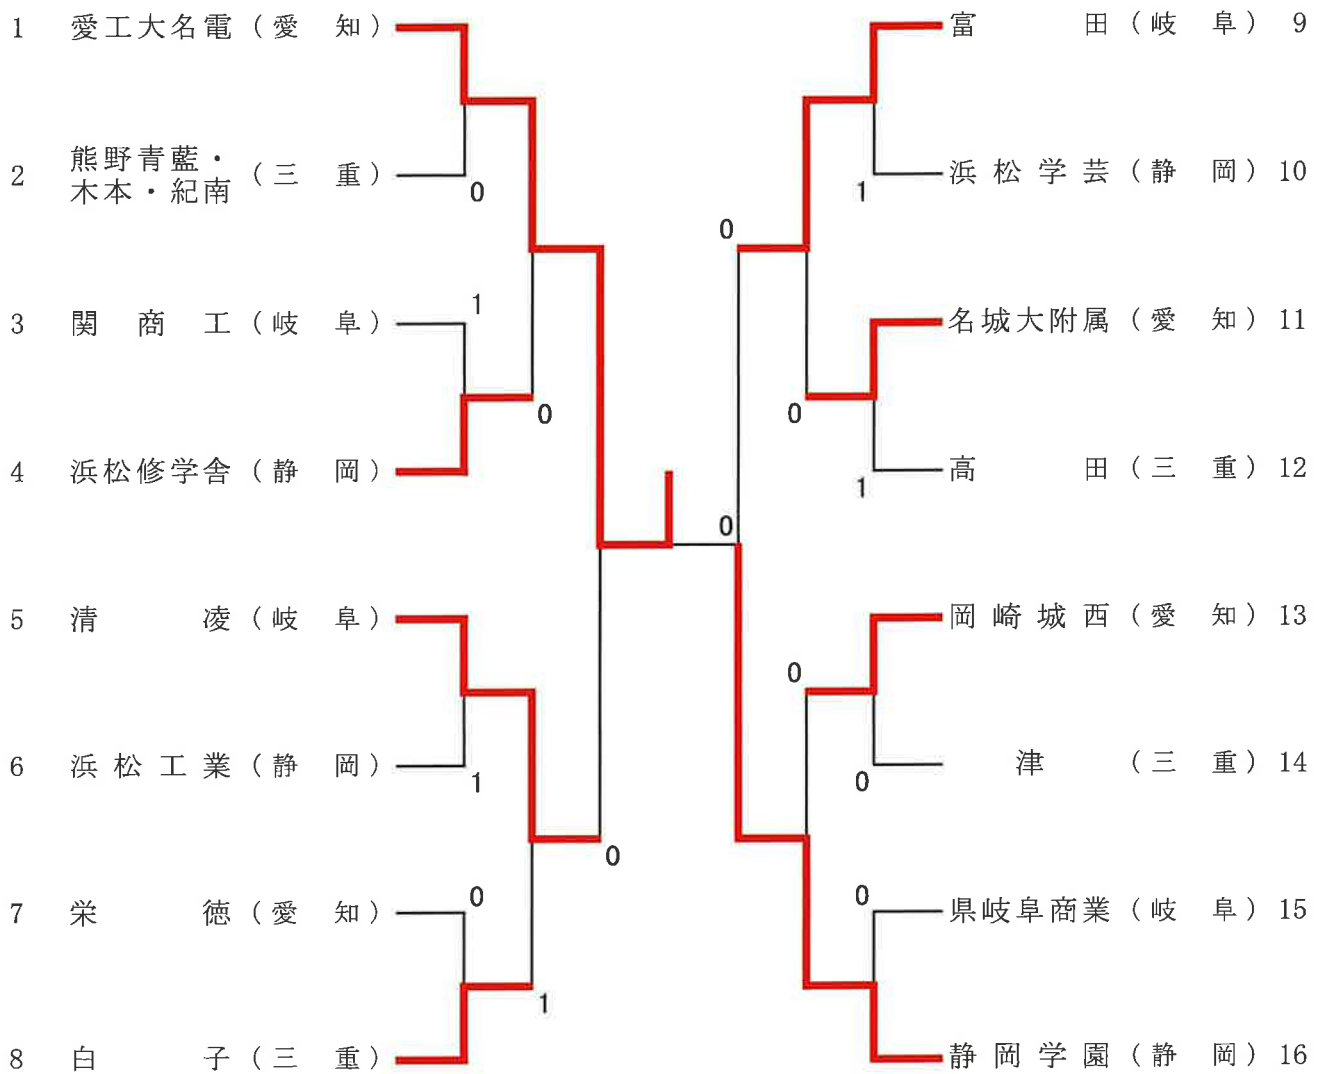 1 愛工大名電 (愛 知)
2 熊野青藍・
木本・紀南 (三 重)
0
3 関 商 工 (岐 阜)
1
4 浜松修学舎 (静 岡)
0
5 清 凌 (岐 阜)
6 浜 松 工 業 (静 岡)
1
0
7 栄 徳 (愛 知)
0
8 白 子 (三 重)
1
富 田 (岐 阜) 9
浜 松 学 芸 (静 岡) 10
1
0
名城大附属 (愛 知) 11
0
高 田 (三 重) 12
1
0
岡 崎 城 西 (愛 知) 13
0
津 (三 重) 14
0
県岐阜商業 (岐 阜) 15
0
静 岡 学 園 (静 岡) 16